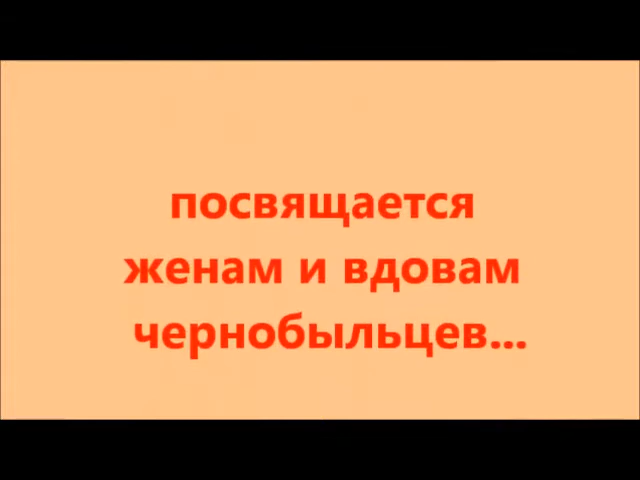 посвящается
женам и вдовам
чернобыльцев...